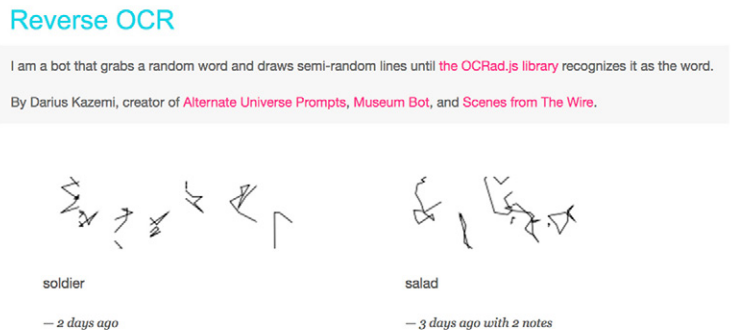 Reverse OCR
I am a bot that grabs a random word and draws semi-random lines until the OCRad.js library recognizes it as the word.
By Darius Kazemi, creator of Alternate Universe Prompts, Museum Bot, and Scenes from The Wire.
soldier
salad
— 2 days ago
— 3 days ago with 2 notes